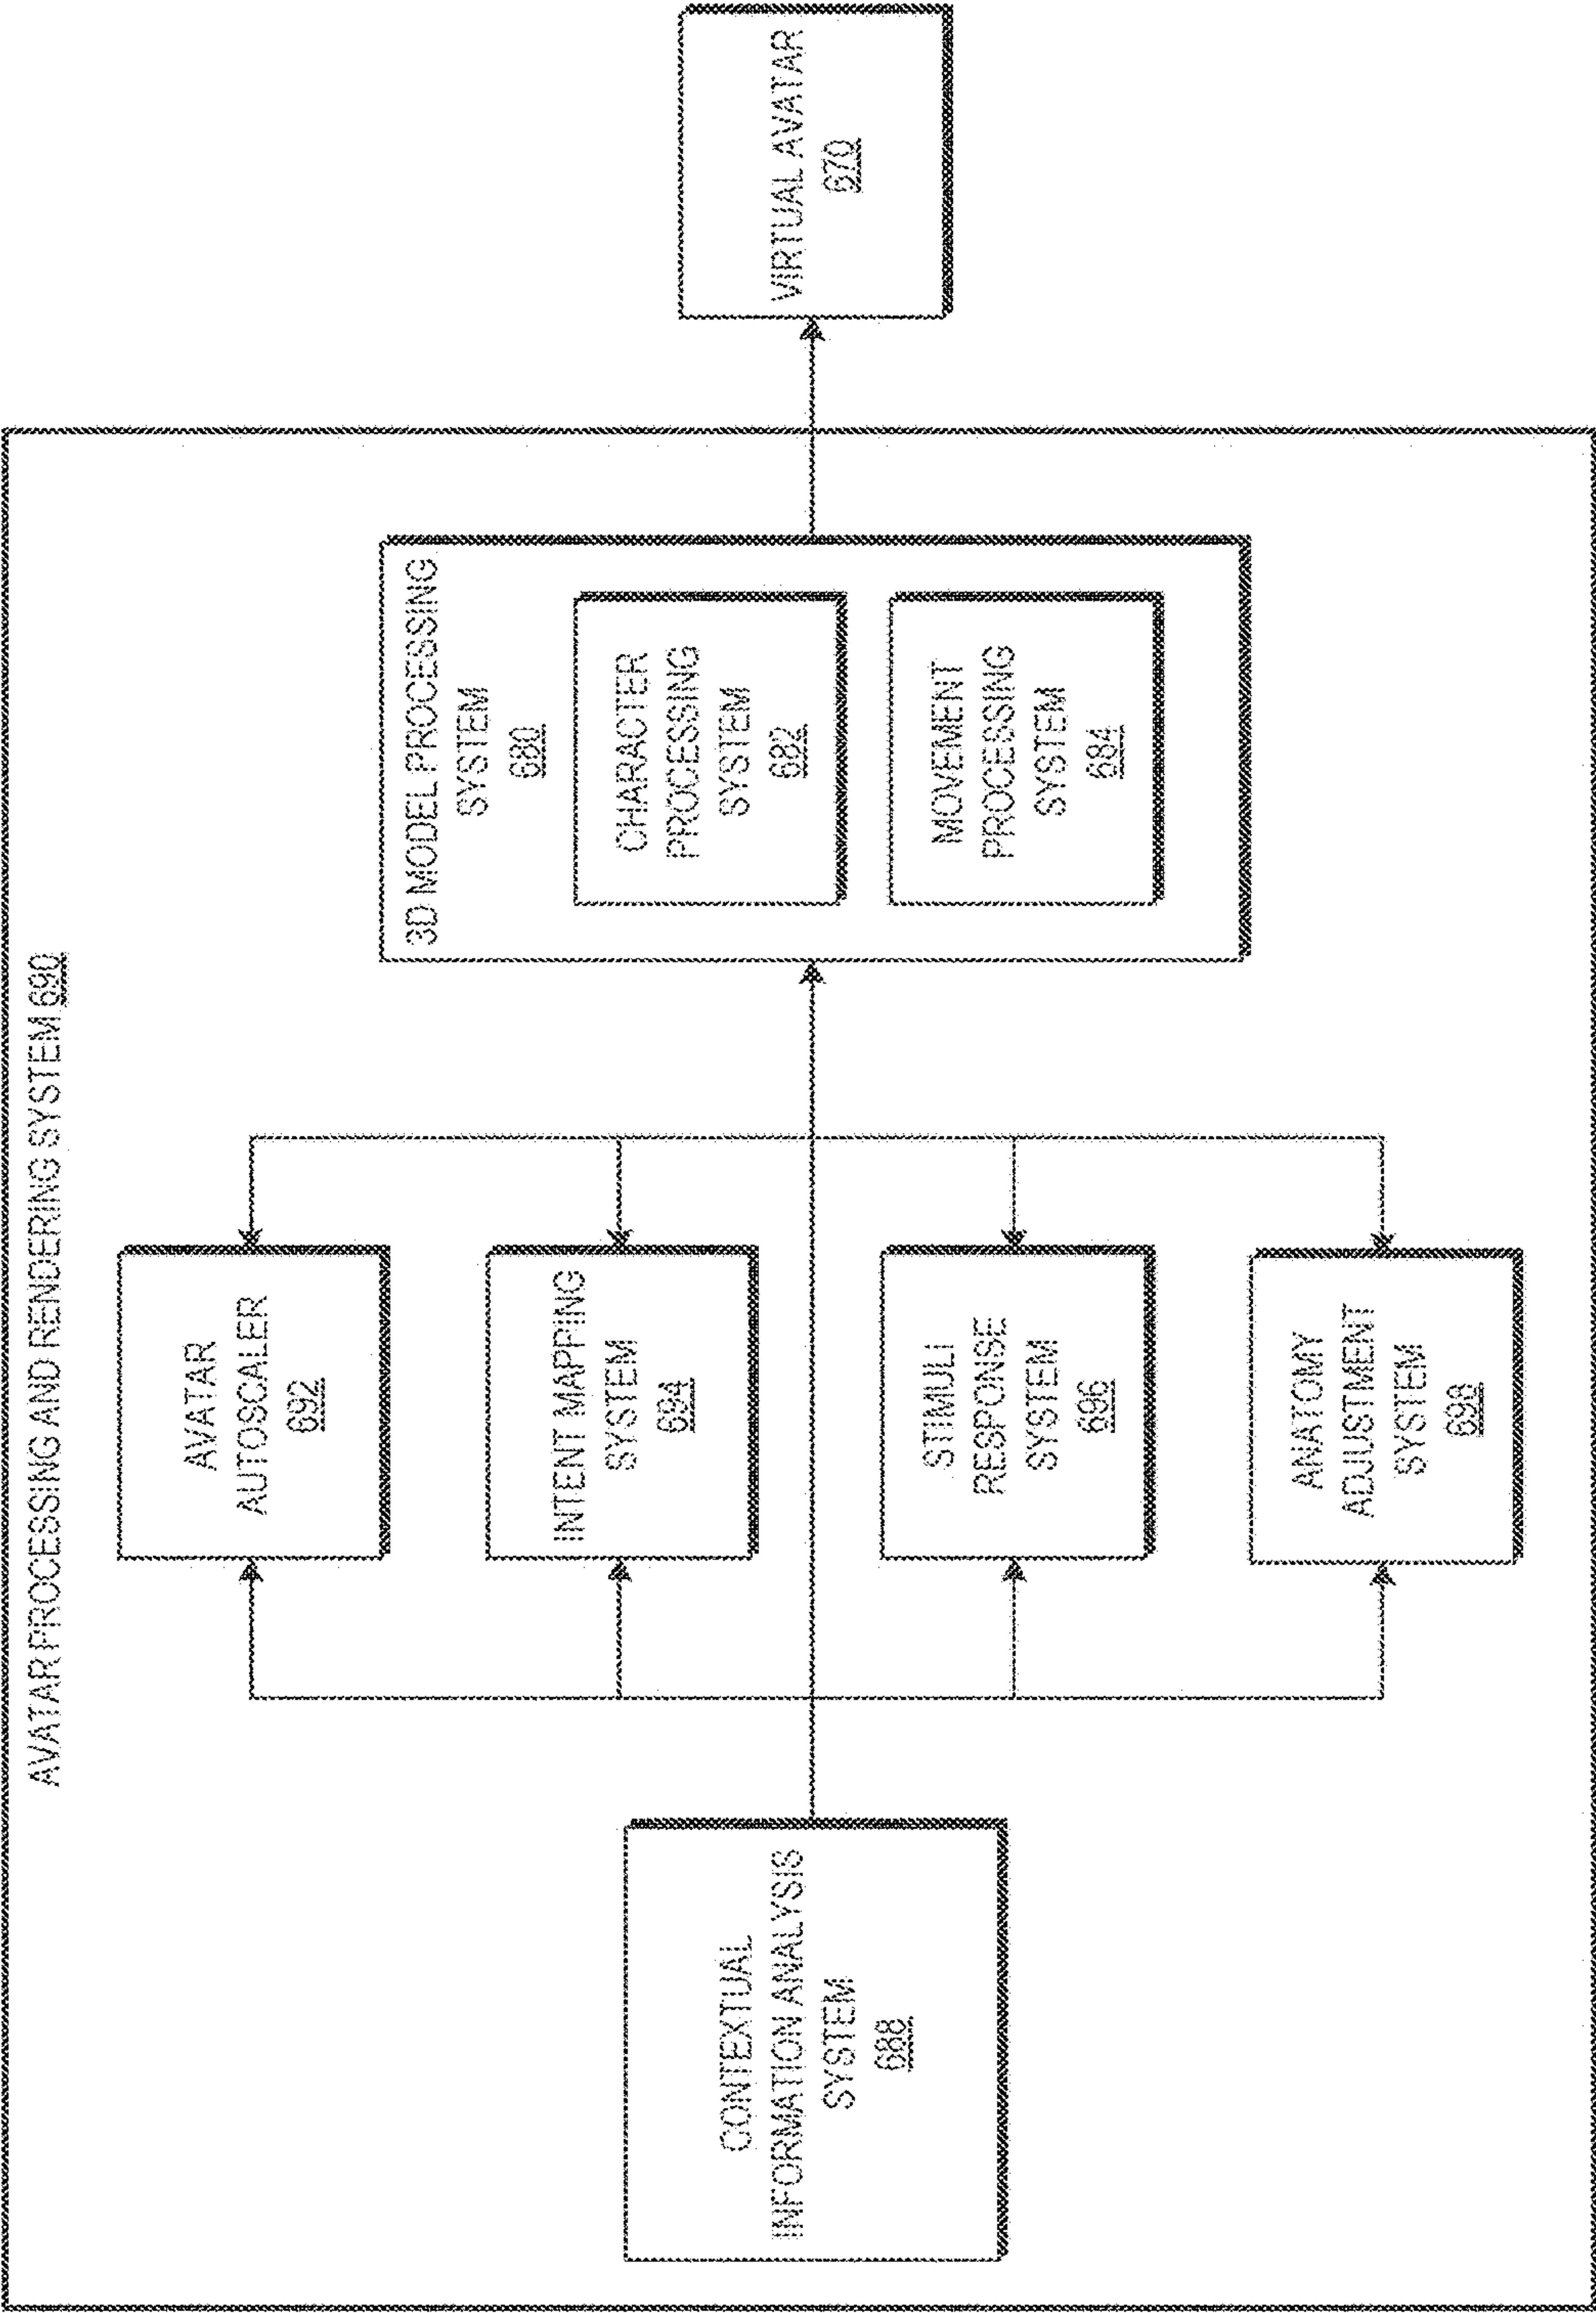 AVATAR PROCESSING AND RENDERING SYSTEM 690
CONTEXTUAL
INFORMATION ANALYSIS
SYSTEM
688
AVATAR
AUTOSCALER
692
INTENT MAPPING
SYSTEM
694
STIMULI
RESPONSE
SYSTEM
696
ANATOMY
ADJUSTMENT
SYSTEM
698
3D MODEL PROCESSING
SYSTEM
680
CHARACTER
PROCESSING
SYSTEM
682
MOVEMENT
PROCESSING
SYSTEM
684
VIRTUAL AVATAR
670